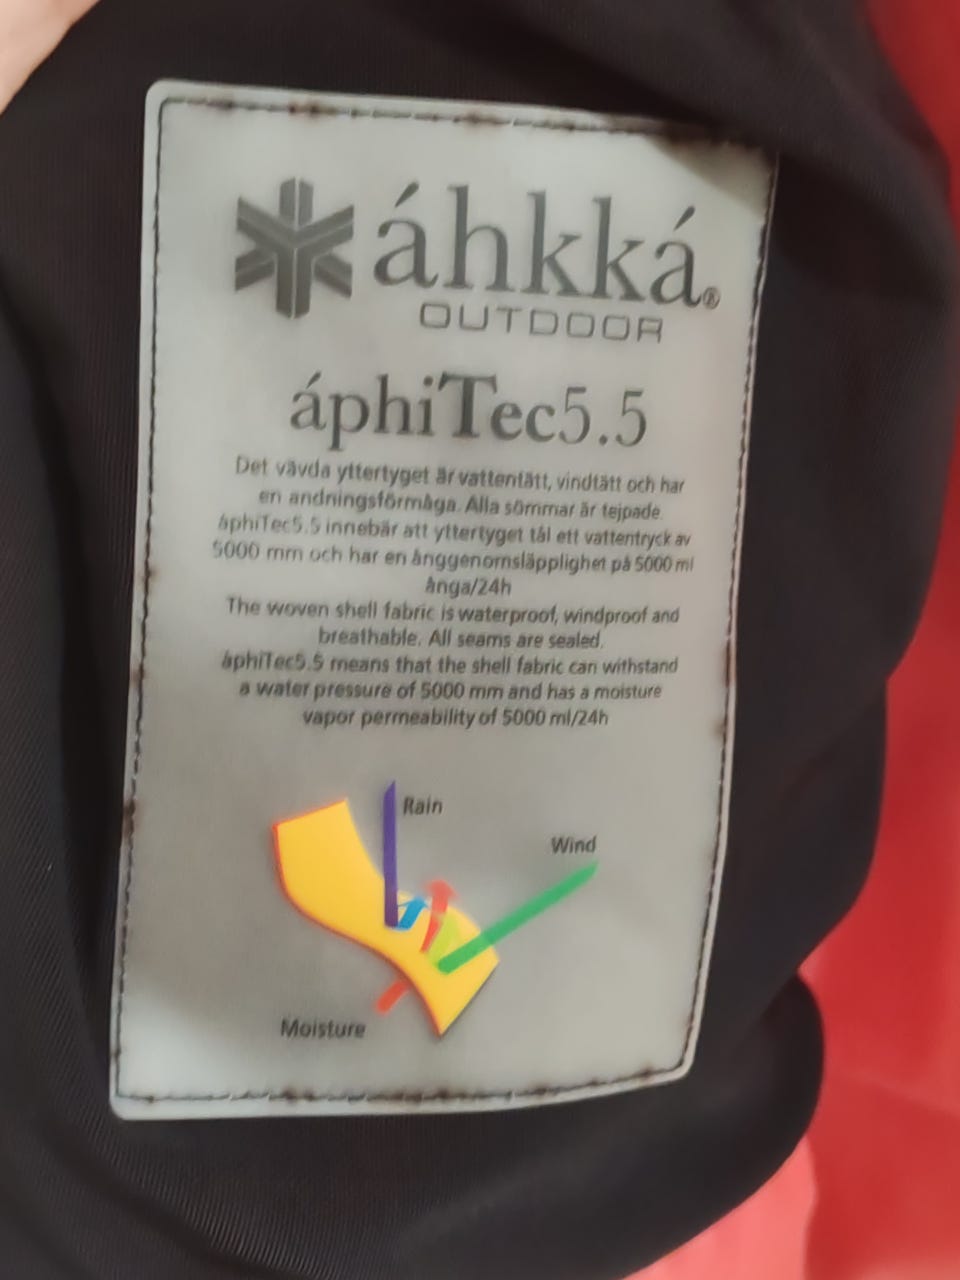 áhkká®
OUTDOOR
áphiTec5.5
Det vävda yttertyget är vattentätt, vindtätt och har
en andningsförmåga. Alla sömmar är tejpade.
áphiTec5.5 innebär att yttertyget tål ett vattentryck av
5000 mm och har en ånggenomsläpplighet på 5000 ml
ånga/24h
The woven shell fabric is waterproof, windproof and
breathable. All seams are sealed.
áphiTec5.5 means that the shell fabric can withstand
a water pressure of 5000 mm and has a moisture
vapor permeability of 5000 ml/24h
Rain
Wind
Moisture